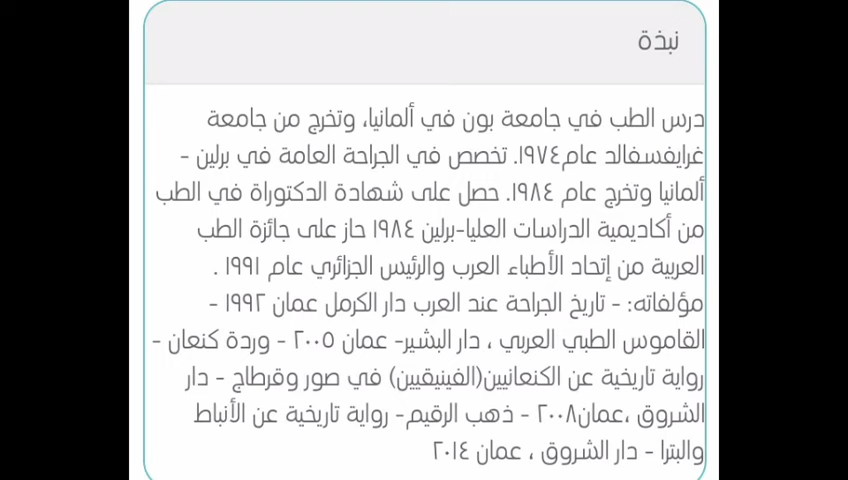 نبذة
درس الطب في جامعة بون في ألمانيا، وتخرج من جامعة
غرايفسفالد عام١٩٧٤. تخصص في الجراحة العامة في برلين -
ألمانيا وتخرج عام ١٩٨٤. حصل على شهادة الدكتوراة في الطب
من أكاديمية الدراسات العليا-برلين ١٩٨٤ حاز على جائزة الطب
العربية من إتحاد الأطباء العرب والرئيس الجزائري عام ١٩٩١ .
مؤلفاته: - تاريخ الجراحة عند العرب دار الكرمل عمان ١٩٩٢ -
القاموس الطبي العربي ، دار البشير- عمان ٢٠٠٥ - وردة كنعان -
رواية تاريخية عن الكنعانيين(الفينيقيين) في صور وقرطاج - دار
الشروق ،عمان٢٠٠٨ - ذهب الرقيم- رواية تاريخية عن الأنباط
والبترا - دار الشروق ، عمان ٢٠١٤